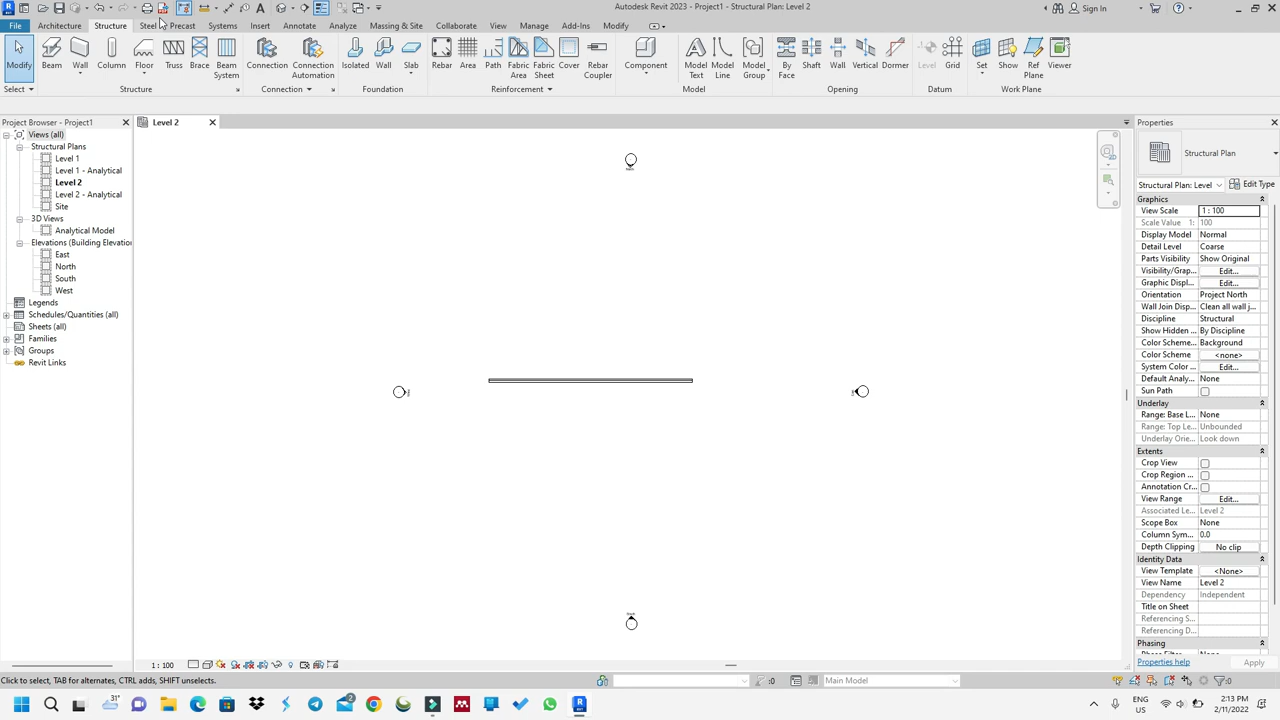 Autodesk Revit 2023 - Project1 - Structural Plan: Level 2
Sign In
File Architecture Structure Steel Precast Systems Insert Annotate Analyze Massing & Site Collaborate View Manage Add-Ins Modify
Modify Beam Wall Column Floor Truss Brace Beam System Connection Connection Automation Isolated Wall Slab Rebar Area Path Fabric Area Fabric Sheet Cover Rebar Coupler Component Model Text Model Line Model Group By Face Shaft Wall Vertical Dormer Level Grid Set Show Ref Plane Viewer
Select Structure Connection Foundation Reinforcement Model Opening Datum Work Plane
Project Browser - Project1
Views (all)
Structural Plans
Level 1
Level 1 - Analytical
Level 2
Level 2 - Analytical
Site
3D Views
Analytical Model
Elevations (Building Elevation
East
North
South
West
Legends
Schedules/Quantities (all)
Sheets (all)
Families
Groups
Revit Links
Level 2
Properties
Structural Plan
Structural Plan: Level Edit Type
Graphics
View Scale 1 : 100
Scale Value 1: 100
Display Model Normal
Detail Level Coarse
Parts Visibility Show Original
Visibility/Grap... Edit...
Graphic Displ... Edit...
Orientation Project North
Wall Join Disp... Clean all wall j...
Discipline Structural
Show Hidden ... By Discipline
Color Scheme... Background
Color Scheme <none>
System Color ... Edit...
Default Analy... None
Sun Path
Underlay
Range: Base L... None
Range: Top Le... Unbounded
Underlay Orie... Look down
Extents
Crop View
Crop Region ...
Annotation Cr...
View Range Edit...
Associated Le... Level 2
Scope Box None
Column Sym... 0.0
Depth Clipping No clip
Identity Data
View Template <None>
View Name Level 2
Dependency Independent
Title on Sheet
Referencing S...
Referencing D...
Phasing
Properties help Apply
1 : 100
Click to select, TAB for alternates, CTRL adds, SHIFT unselects.
:0 Main Model :0
31°
2
ENG
US
2:13 PM
2/11/2022